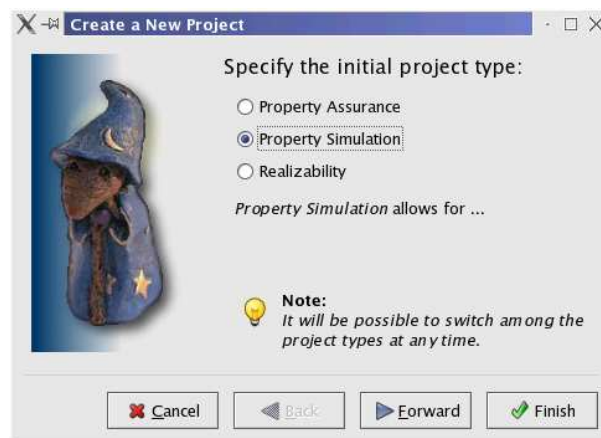 Create a New Project
Specify the initial project type:
Property Assurance
Property Simulation
Realizability
Property Simulation allows for ...
Note:
It will be possible to switch among the
project types at any time.
Cancel
Back
Forward
Finish